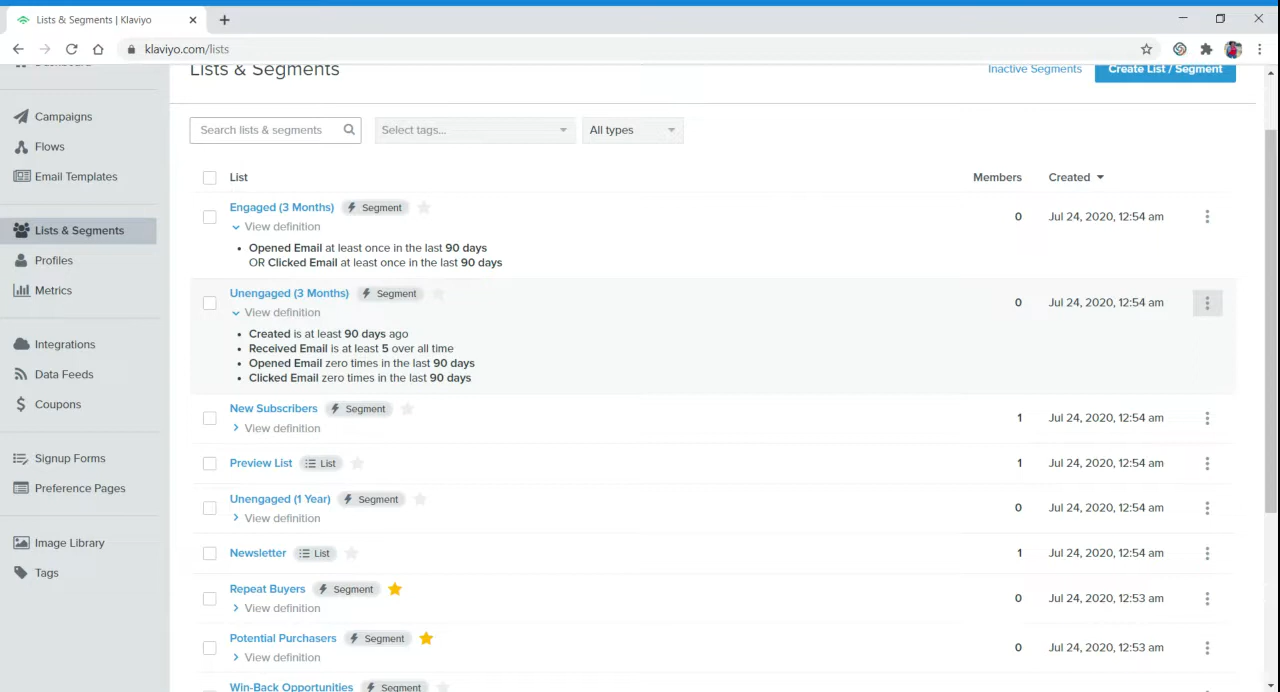 Lists & Segments | Klaviyo
klaviyo.com/lists
Dashboard
Lists & Segments
Inactive Segments
Create List / Segment
Campaigns
Flows
Email Templates
Lists & Segments
Profiles
Metrics
Integrations
Data Feeds
Coupons
Signup Forms
Preference Pages
Image Library
Tags
Search lists & segments
Select tags...
All types
List Members Created
Engaged (3 Months) Segment 0 Jul 24, 2020, 12:54 am
View definition
• Opened Email at least once in the last 90 days
OR Clicked Email at least once in the last 90 days
Unengaged (3 Months) Segment 0 Jul 24, 2020, 12:54 am
View definition
• Created is at least 90 days ago
• Received Email is at least 5 over all time
• Opened Email zero times in the last 90 days
• Clicked Email zero times in the last 90 days
New Subscribers Segment 1 Jul 24, 2020, 12:54 am
View definition
Preview List List 1 Jul 24, 2020, 12:54 am
Unengaged (1 Year) Segment 0 Jul 24, 2020, 12:54 am
View definition
Newsletter List 1 Jul 24, 2020, 12:54 am
Repeat Buyers Segment 0 Jul 24, 2020, 12:53 am
View definition
Potential Purchasers Segment 0 Jul 24, 2020, 12:53 am
View definition
Win-Back Opportunities Segment